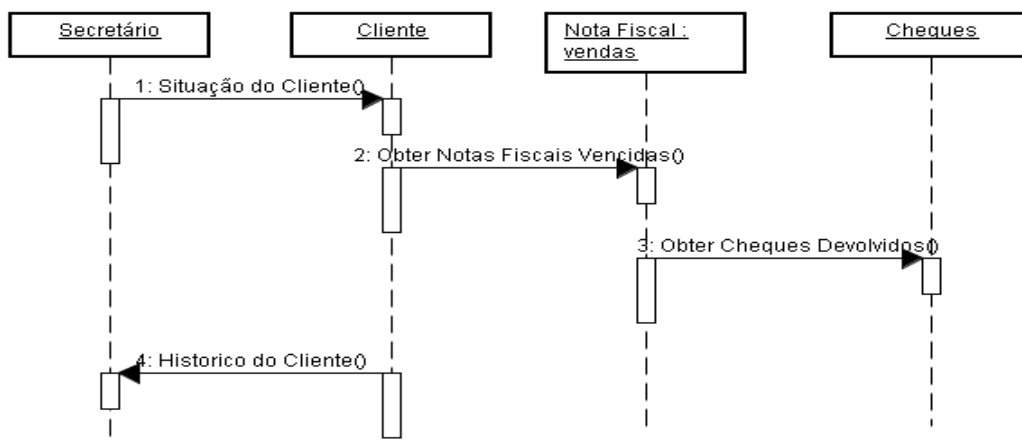 Secretário
Cliente
Nota Fiscal :
vendas
Cheques
1: Situação do Cliente()
2: Obter Notas Fiscais Vencidas()
3: Obter Cheques Devolvidos()
4: Historico do Cliente()